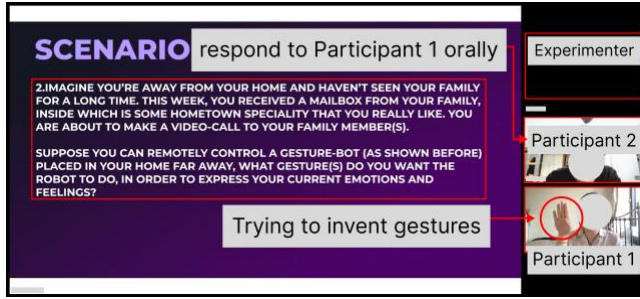 SCENARIO
respond to Participant 1 orally
Experimenter
2.IMAGINE YOU'RE AWAY FROM YOUR HOME AND HAVEN'T SEEN YOUR FAMILY
FOR A LONG TIME. THIS WEEK, YOU RECEIVED A MAILBOX FROM YOUR FAMILY,
INSIDE WHICH IS SOME HOMETOWN SPECIALITY THAT YOU REALLY LIKE. YOU
ARE ABOUT TO MAKE A VIDEO-CALL TO YOUR FAMILY MEMBER(S).
SUPPOSE YOU CAN REMOTELY CONTROL A GESTURE-BOT (AS SHOWN BEFORE)
PLACED IN YOUR HOME FAR AWAY, WHAT GESTURE(S) DO YOU WANT THE
ROBOT TO DO, IN ORDER TO EXPRESS YOUR CURRENT EMOTIONS AND
FEELINGS?
Participant 2
Trying to invent gestures
Participant 1